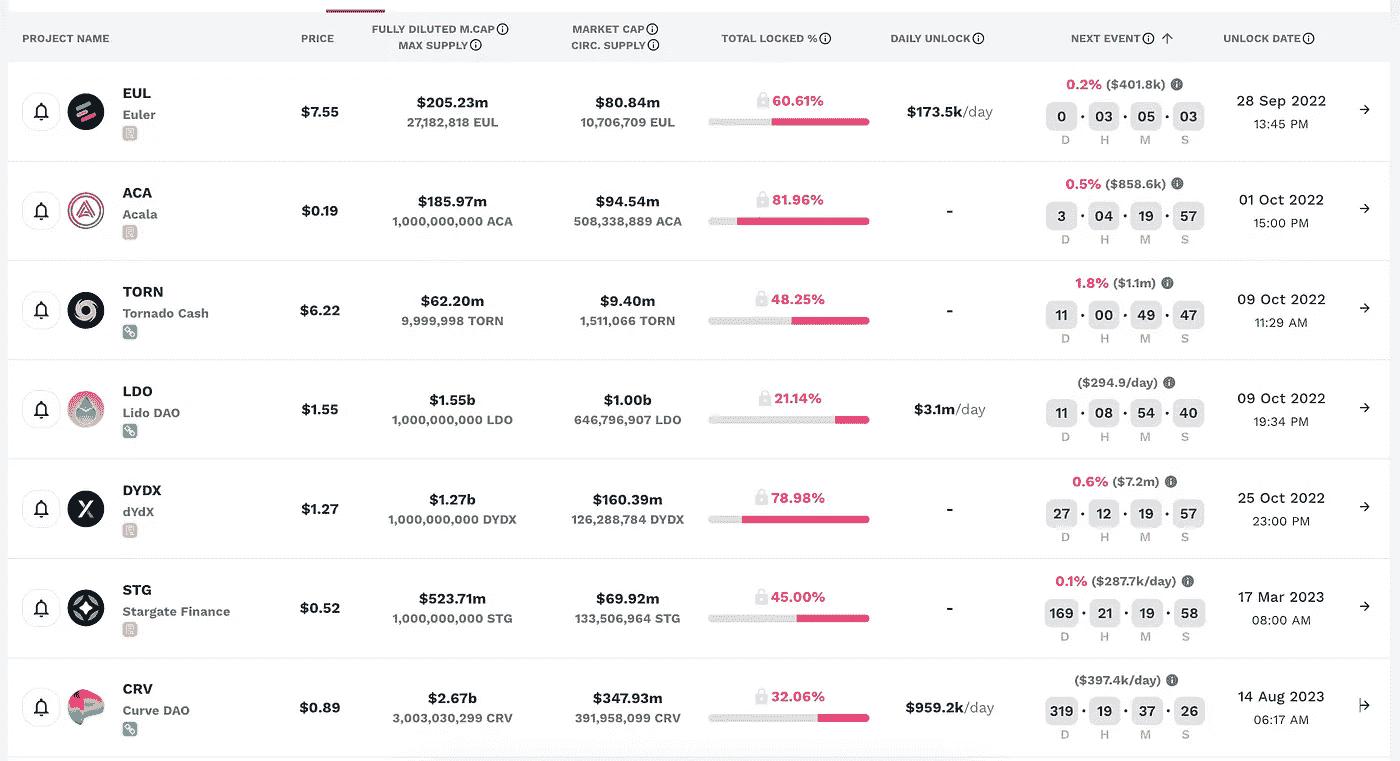 PROJECT NAME
PRICE
FULLY DILUTED M.CAP
MAX SUPPLY
MARKET CAP
CIRC. SUPPLY
TOTAL LOCKED %
DAILY UNLOCK
NEXT EVENT
UNLOCK DATE
EUL
Euler
$7.55
$205.23m
27,182,818 EUL
$80.84m
10,706,709 EUL
60.61%
$173.5k/day
0.2% ($401.8k)
0 · 03 · 05 · 03
D H M S
28 Sep 2022
13:45 PM
ACA
Acala
$0.19
$185.97m
1,000,000,000 ACA
$94.54m
508,338,889 ACA
81.96%
-
0.5% ($858.6k)
3 · 04 · 19 · 57
D H M S
01 Oct 2022
15:00 PM
TORN
Tornado Cash
$6.22
$62.20m
9,999,998 TORN
$9.40m
1,511,066 TORN
48.25%
-
1.8% ($1.1m)
11 · 00 · 49 · 47
D H M S
09 Oct 2022
11:29 AM
LDO
Lido DAO
$1.55
$1.55b
1,000,000,000 LDO
$1.00b
646,796,907 LDO
21.14%
$3.1m/day
($294.9/day)
11 · 08 · 54 · 40
D H M S
09 Oct 2022
19:34 PM
DYDX
dYdX
$1.27
$1.27b
1,000,000,000 DYDX
$160.39m
126,288,784 DYDX
78.98%
-
0.6% ($7.2m)
27 · 12 · 19 · 57
D H M S
25 Oct 2022
23:00 PM
STG
Stargate Finance
$0.52
$523.71m
1,000,000,000 STG
$69.92m
133,506,964 STG
45.00%
-
0.1% ($287.7k/day)
169 · 21 · 19 · 58
D H M S
17 Mar 2023
08:00 AM
CRV
Curve DAO
$0.89
$2.67b
3,003,030,299 CRV
$347.93m
391,958,099 CRV
32.06%
$959.2k/day
($397.4k/day)
319 · 19 · 37 · 26
D H M S
14 Aug 2023
06:17 AM